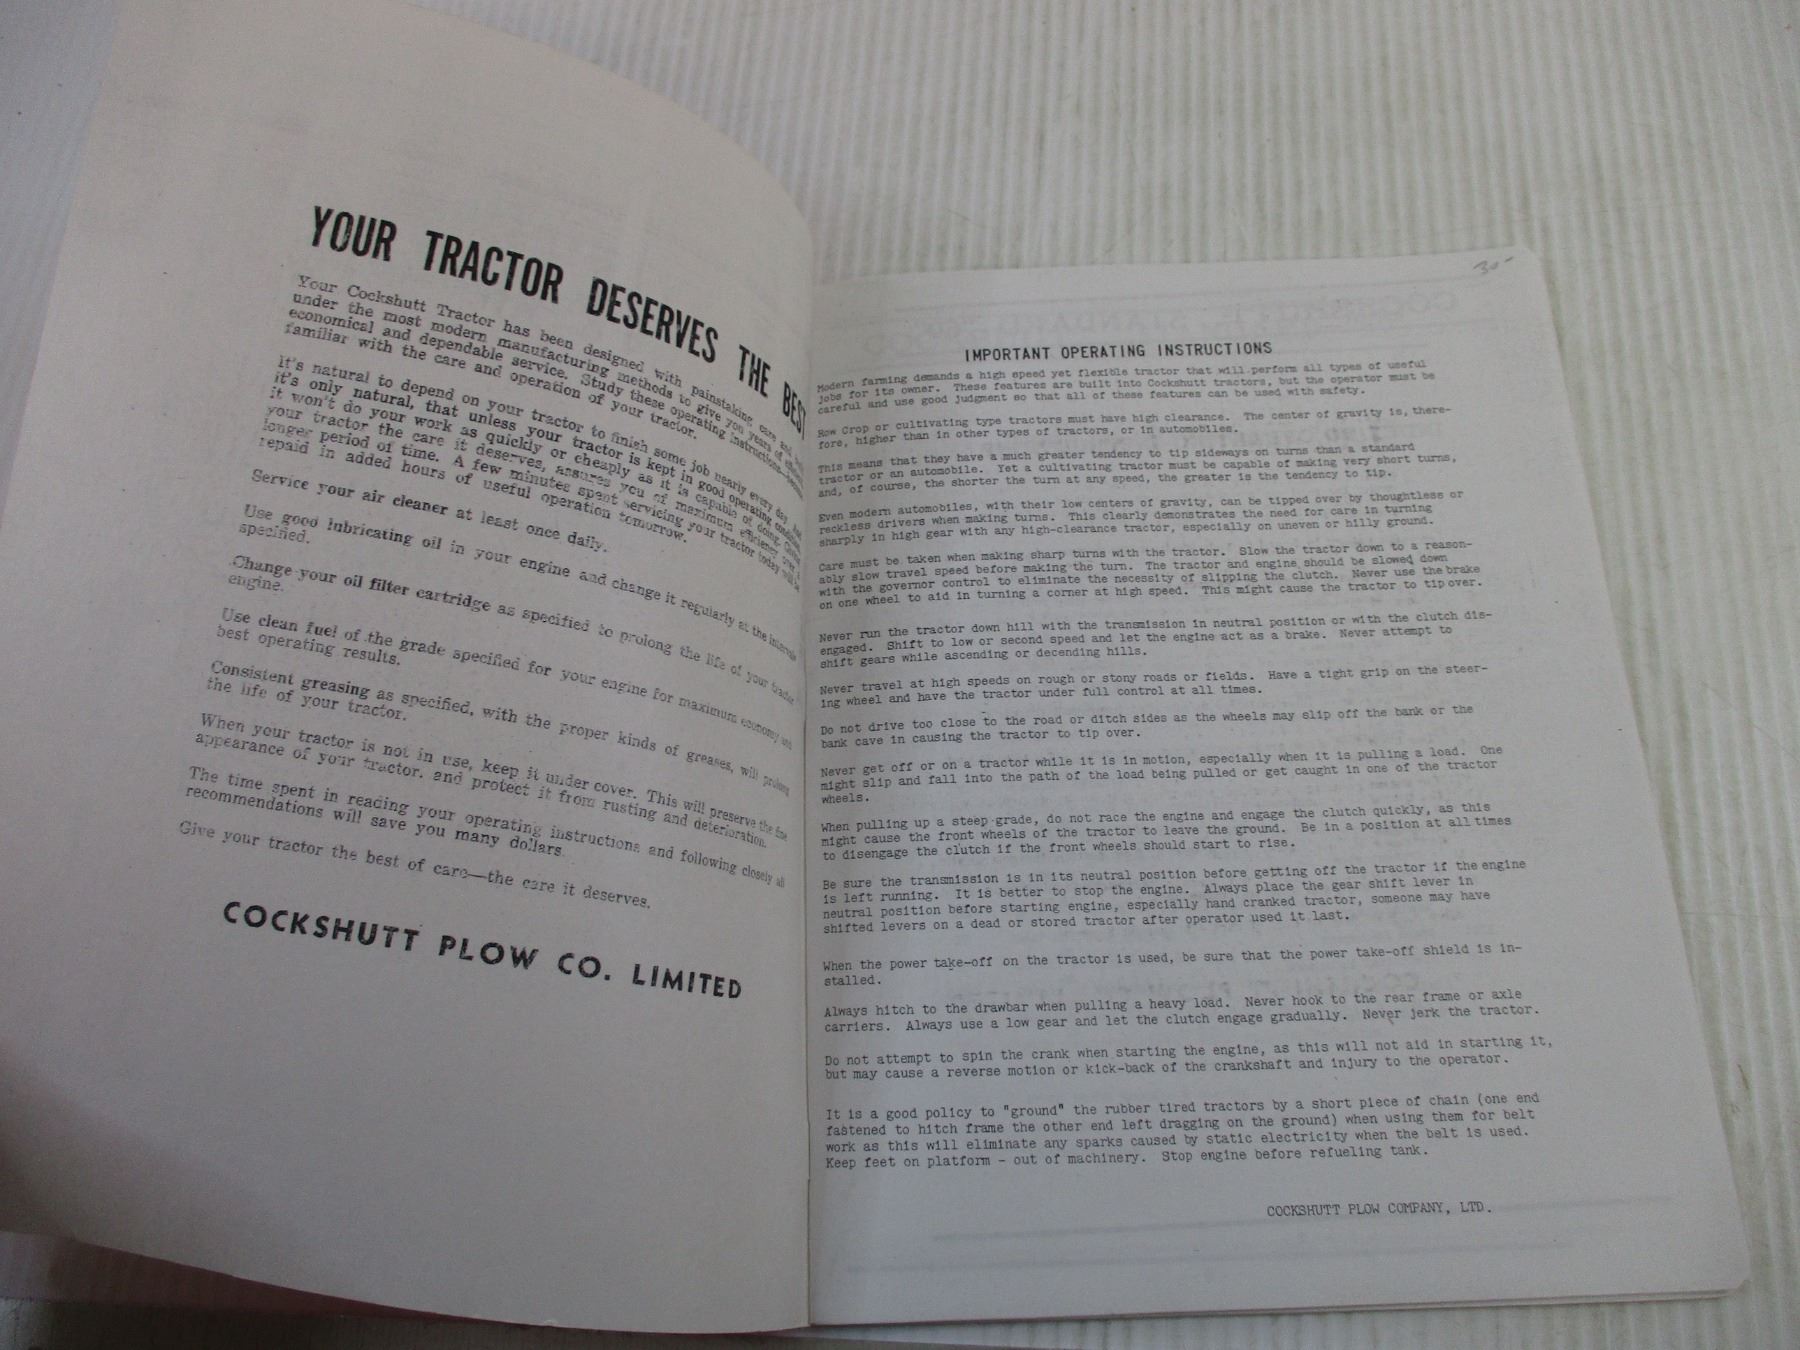 YOUR TRACTOR DESERVES THE BEST
Your Cockshutt Tractor has been designed with painstaking care and
under the most modern manufacturing methods to give you years of efficient,
economical and dependable service. Study these operating instructions—become
familiar with the care and operation of your tractor.
It's natural to depend on your tractor to finish some job nearly every day. And
it's only natural, that unless your tractor is kept in good operating condition,
it won't do your work as quickly or cheaply as it is capable of doing. Giving
your tractor the care it deserves, assures you of maximum efficiency over a
longer period of time. A few minutes spent servicing your tractor today will be
repaid in added hours of useful operation tomorrow.
Service your air cleaner at least once daily.
Use good lubricating oil in your engine and change it regularly at the intervals
specified.
Change your oil filter cartridge as specified to prolong the life of your tractor
engine.
Use clean fuel of the grade specified for your engine for maximum economy and
best operating results.
Consistent greasing as specified, with the proper kinds of greases, will prolong
the life of your tractor.
When your tractor is not in use, keep it under cover. This will preserve the fine
appearance of your tractor. and protect it from rusting and deterioration.
The time spent in reading your operating instructions and following closely all
recommendations will save you many dollars.
Give your tractor the best of care—the care it deserves.
COCKSHUTT PLOW CO. LIMITED
30-
IMPORTANT OPERATING INSTRUCTIONS
Modern farming demands a high speed yet flexible tractor that will perform all types of useful
jobs for its owner. These features are built into Cockshutt tractors, but the operator must be
careful and use good judgment so that all of these features can be used with safety.
Row Crop or cultivating type tractors must have high clearance. The center of gravity is, there-
fore, higher than in other types of tractors, or in automobiles.
This means that they have a much greater tendency to tip sideways on turns than a standard
tractor or an automobile. Yet a cultivating tractor must be capable of making very short turns,
and, of course, the shorter the turn at any speed, the greater is the tendency to tip.
Even modern automobiles, with their low centers of gravity, can be tipped over by thoughtless or
reckless drivers when making turns. This clearly demonstrates the need for care in turning
sharply in high gear with any high-clearance tractor, especially on uneven or hilly ground.
Care must be taken when making sharp turns with the tractor. Slow the tractor down to a reason-
ably slow travel speed before making the turn. The tractor and engine should be slowed down
with the governor control to eliminate the necessity of slipping the clutch. Never use the brake
on one wheel to aid in turning a corner at high speed. This might cause the tractor to tip over.
Never run the tractor down hill with the transmission in neutral position or with the clutch dis-
engaged. Shift to low or second speed and let the engine act as a brake. Never attempt to
shift gears while ascending or decending hills.
Never travel at high speeds on rough or stony roads or fields. Have a tight grip on the steer-
ing wheel and have the tractor under full control at all times.
Do not drive too close to the road or ditch sides as the wheels may slip off the bank or the
bank cave in causing the tractor to tip over.
Never get off or on a tractor while it is in motion, especially when it is pulling a load. One
might slip and fall into the path of the load being pulled or get caught in one of the tractor
wheels.
When pulling up a steep grade, do not race the engine and engage the clutch quickly, as this
might cause the front wheels of the tractor to leave the ground. Be in a position at all times
to disengage the clutch if the front wheels should start to rise.
Be sure the transmission is in its neutral position before getting off the tractor if the engine
is left running. It is better to stop the engine. Always place the gear shift lever in
neutral position before starting engine, especially hand cranked tractor, someone may have
shifted levers on a dead or stored tractor after operator used it last.
When the power take-off on the tractor is used, be sure that the power take-off shield is in-
stalled.
Always hitch to the drawbar when pulling a heavy load. Never hook to the rear frame or axle
carriers. Always use a low gear and let the clutch engage gradually. Never jerk the tractor.
Do not attempt to spin the crank when starting the engine, as this will not aid in starting it,
but may cause a reverse motion or kick-back of the crankshaft and injury to the operator.
It is a good policy to "ground" the rubber tired tractors by a short piece of chain (one end
fastened to hitch frame the other end left dragging on the ground) when using them for belt
work as this will eliminate any sparks caused by static electricity when the belt is used.
Keep feet on platform - out of machinery. Stop engine before refueling tank.
COCKSHUTT PLOW COMPANY, LTD.